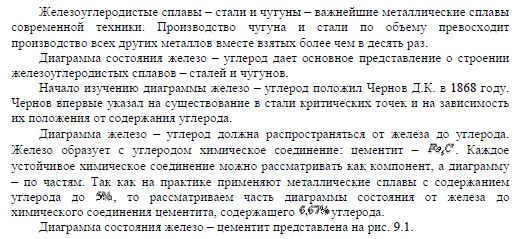 Железоуглеродистые сплавы – стали и чугуны – важнейшие металлические сплавы
современной техники. Производство чугуна и стали по объему превосходит
производство всех других металлов вместе взятых более чем в десять раз.
Диаграмма состояния железо – углерод дает основное представление о строении
железоуглеродистых сплавов – сталей и чугунов.
Начало изучению диаграммы железо – углерод положил Чернов Д.К. в 1868 году.
Чернов впервые указал на существование в стали критических точек и на зависимость
их положения от содержания углерода.
Диаграмма железо – углерод должна распространяться от железа до углерода.
Железо образует с углеродом химическое соединение: цементит – Fe₃C. Каждое
устойчивое химическое соединение можно рассматривать как компонент, а диаграмму
– по частям. Так как на практике применяют металлические сплавы с содержанием
углерода до 5%, то рассматриваем часть диаграммы состояния от железа до
химического соединения цементита, содержащего 6,67% углерода.
Диаграмма состояния железо – цементит представлена на рис. 9.1.